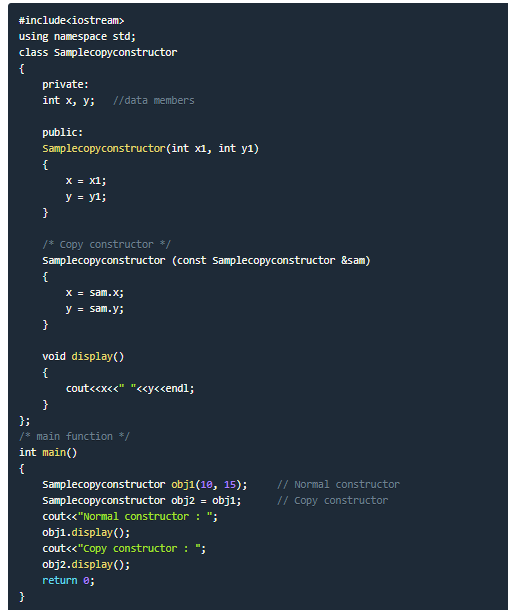 #include<iostream>
using namespace std;
class Samplecopyconstructor
{
    private:
    int x, y;   //data members

    public:
    Samplecopyconstructor(int x1, int y1)
    {
        x = x1;
        y = y1;
    }

    /* Copy constructor */
    Samplecopyconstructor (const Samplecopyconstructor &sam)
    {
        x = sam.x;
        y = sam.y;
    }

    void display()
    {
        cout<<x<<" "<<y<<endl;
    }
};
/* main function */
int main()
{
    Samplecopyconstructor obj1(10, 15);     // Normal constructor
    Samplecopyconstructor obj2 = obj1;      // Copy constructor
    cout<<"Normal constructor : ";
    obj1.display();
    cout<<"Copy constructor : ";
    obj2.display();
    return 0;
}